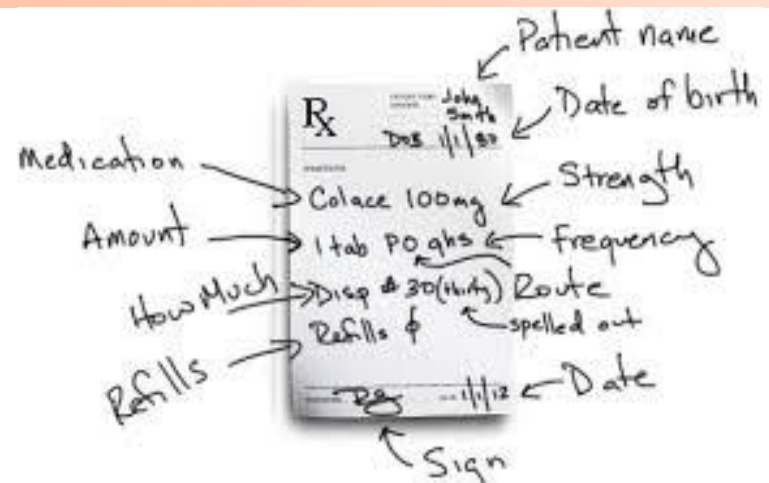 Patient name
Rx John Smith
Date of birth
DOB 1/1/80
Medication
Colace 100mg
Strength
Amount
1 tab PO qhs
Frequency
How Much
Disp # 30 (thirty)
Route
spelled out
Refills
Refills ϕ
1/1/12
Date
Sign